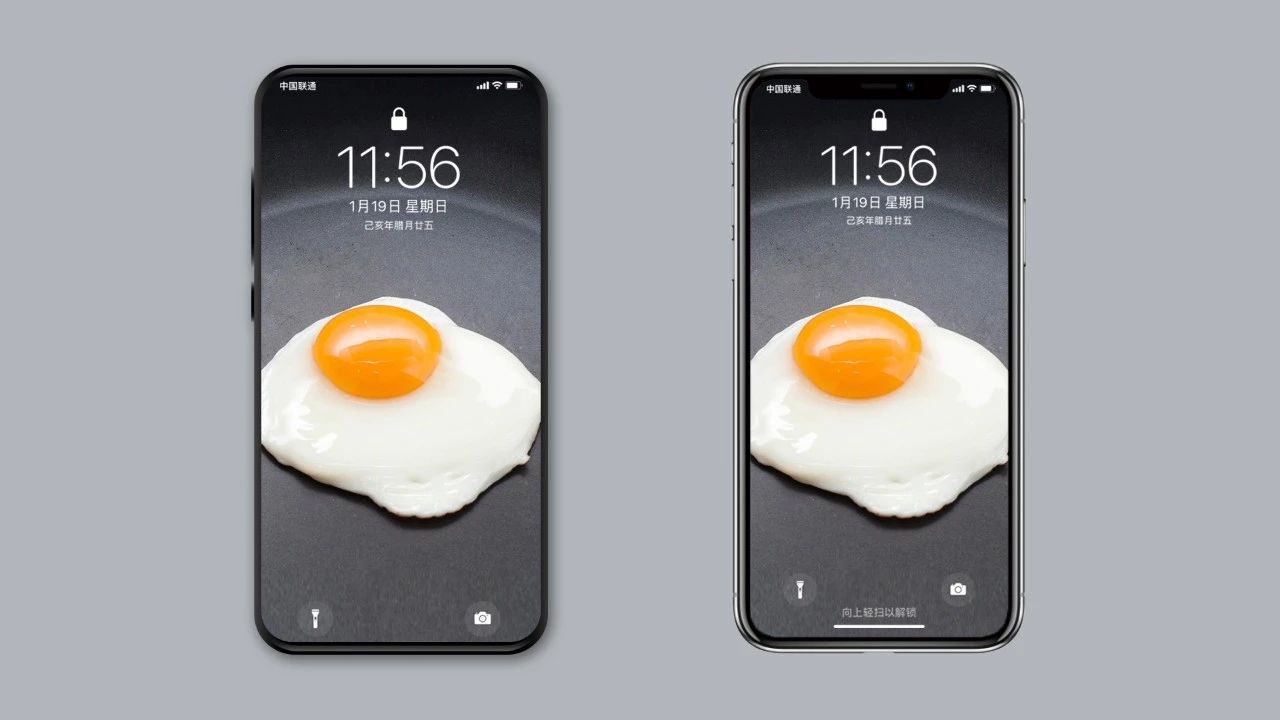 中国联通
11:56
1月19日 星期日
己亥年腊月廿五
中国联通
11:56
1月19日 星期日
己亥年腊月廿五
向上轻扫以解锁